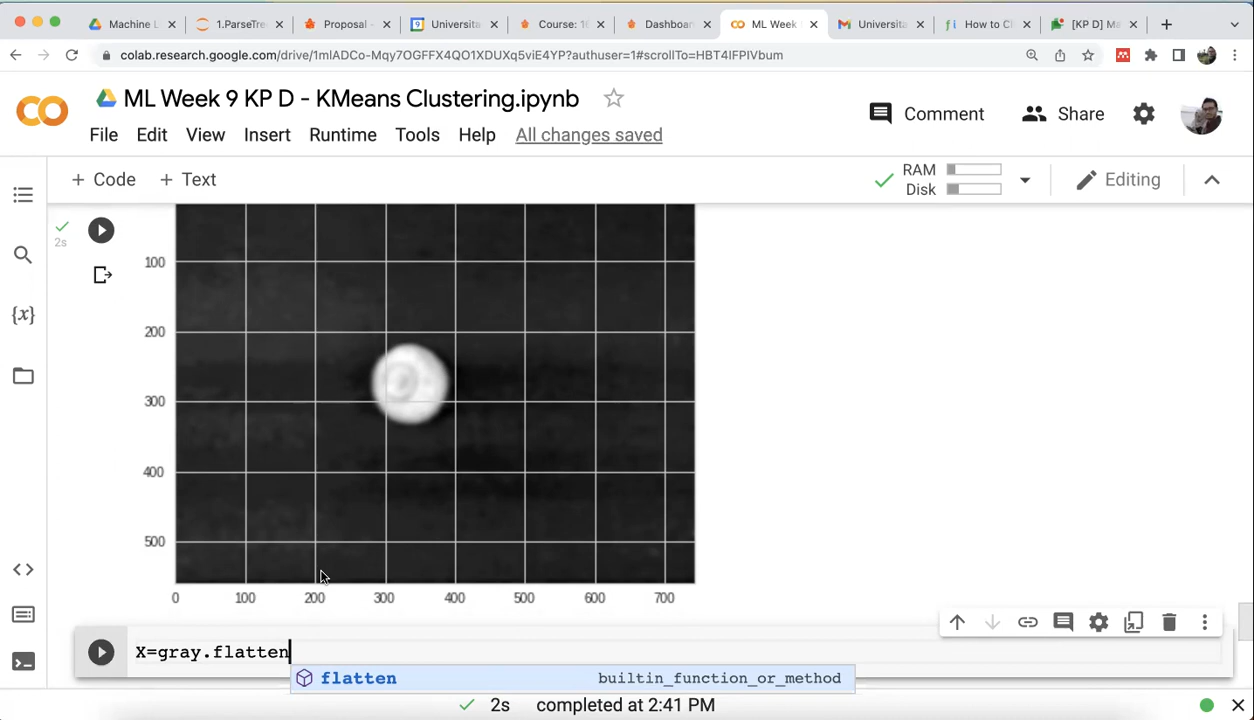 Machine L
1.ParseTre
Proposal -
Universita
Course: 16
Dashboar
ML Week
Universita
How to C
[KP D] Ma
colab.research.google.com/drive/1mlADCo-Mqy7OGFFX4QO1XDUXq5viE4YP?authuser=1#scrollTo=HBT4IFPIVbum
ML Week 9 KP D - KMeans Clustering.ipynb
Comment
Share
File Edit View Insert Runtime Tools Help All changes saved
+ Code + Text
RAM
Disk
Editing
2s
100
200
300
400
500
0 100 200 300 400 500 600 700
X=gray.flatten
flatten builtin_function_or_method
2s completed at 2:41 PM